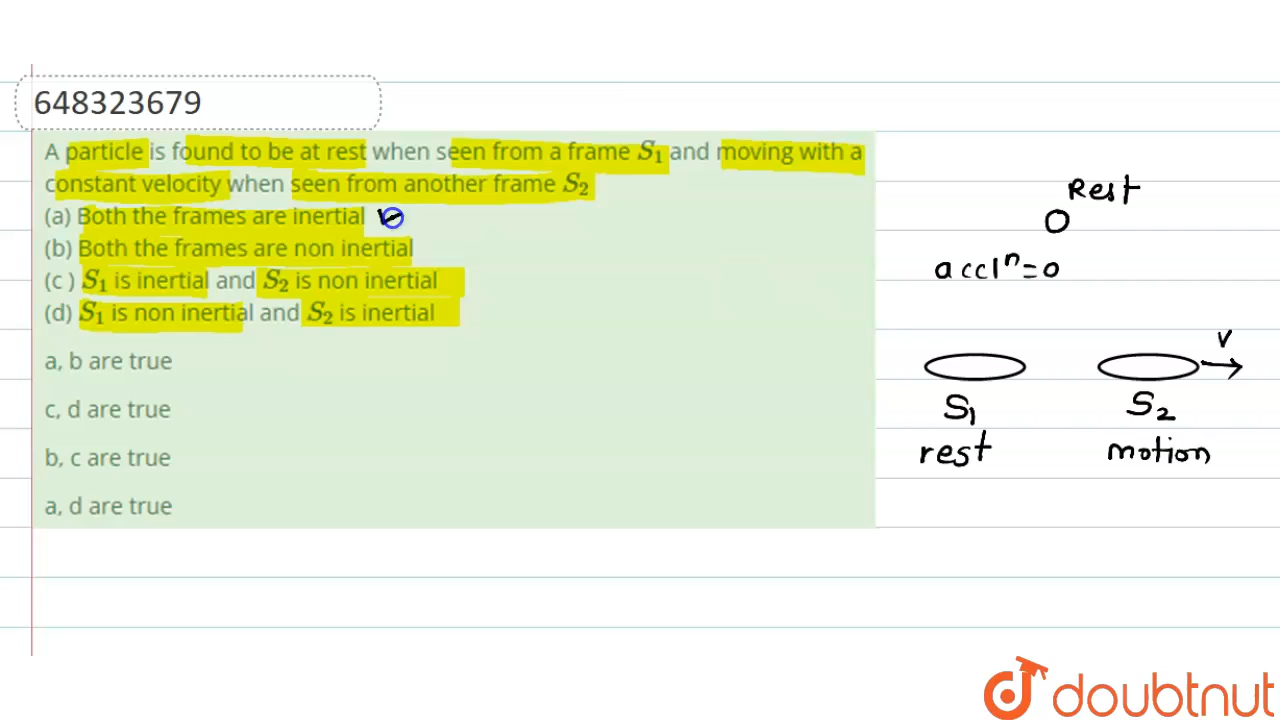 648323679
A particle is found to be at rest when seen from a frame S₁ and moving with a
constant velocity when seen from another frame S₂
(a) Both the frames are inertial
(b) Both the frames are non inertial
(c ) S₁ is inertial and S₂ is non inertial
(d) S₁ is non inertial and S₂ is inertial
a, b are true
c, d are true
b, c are true
a, d are true
Rest
acclⁿ=0
v
S₁ S₂
rest motion
doubtnut